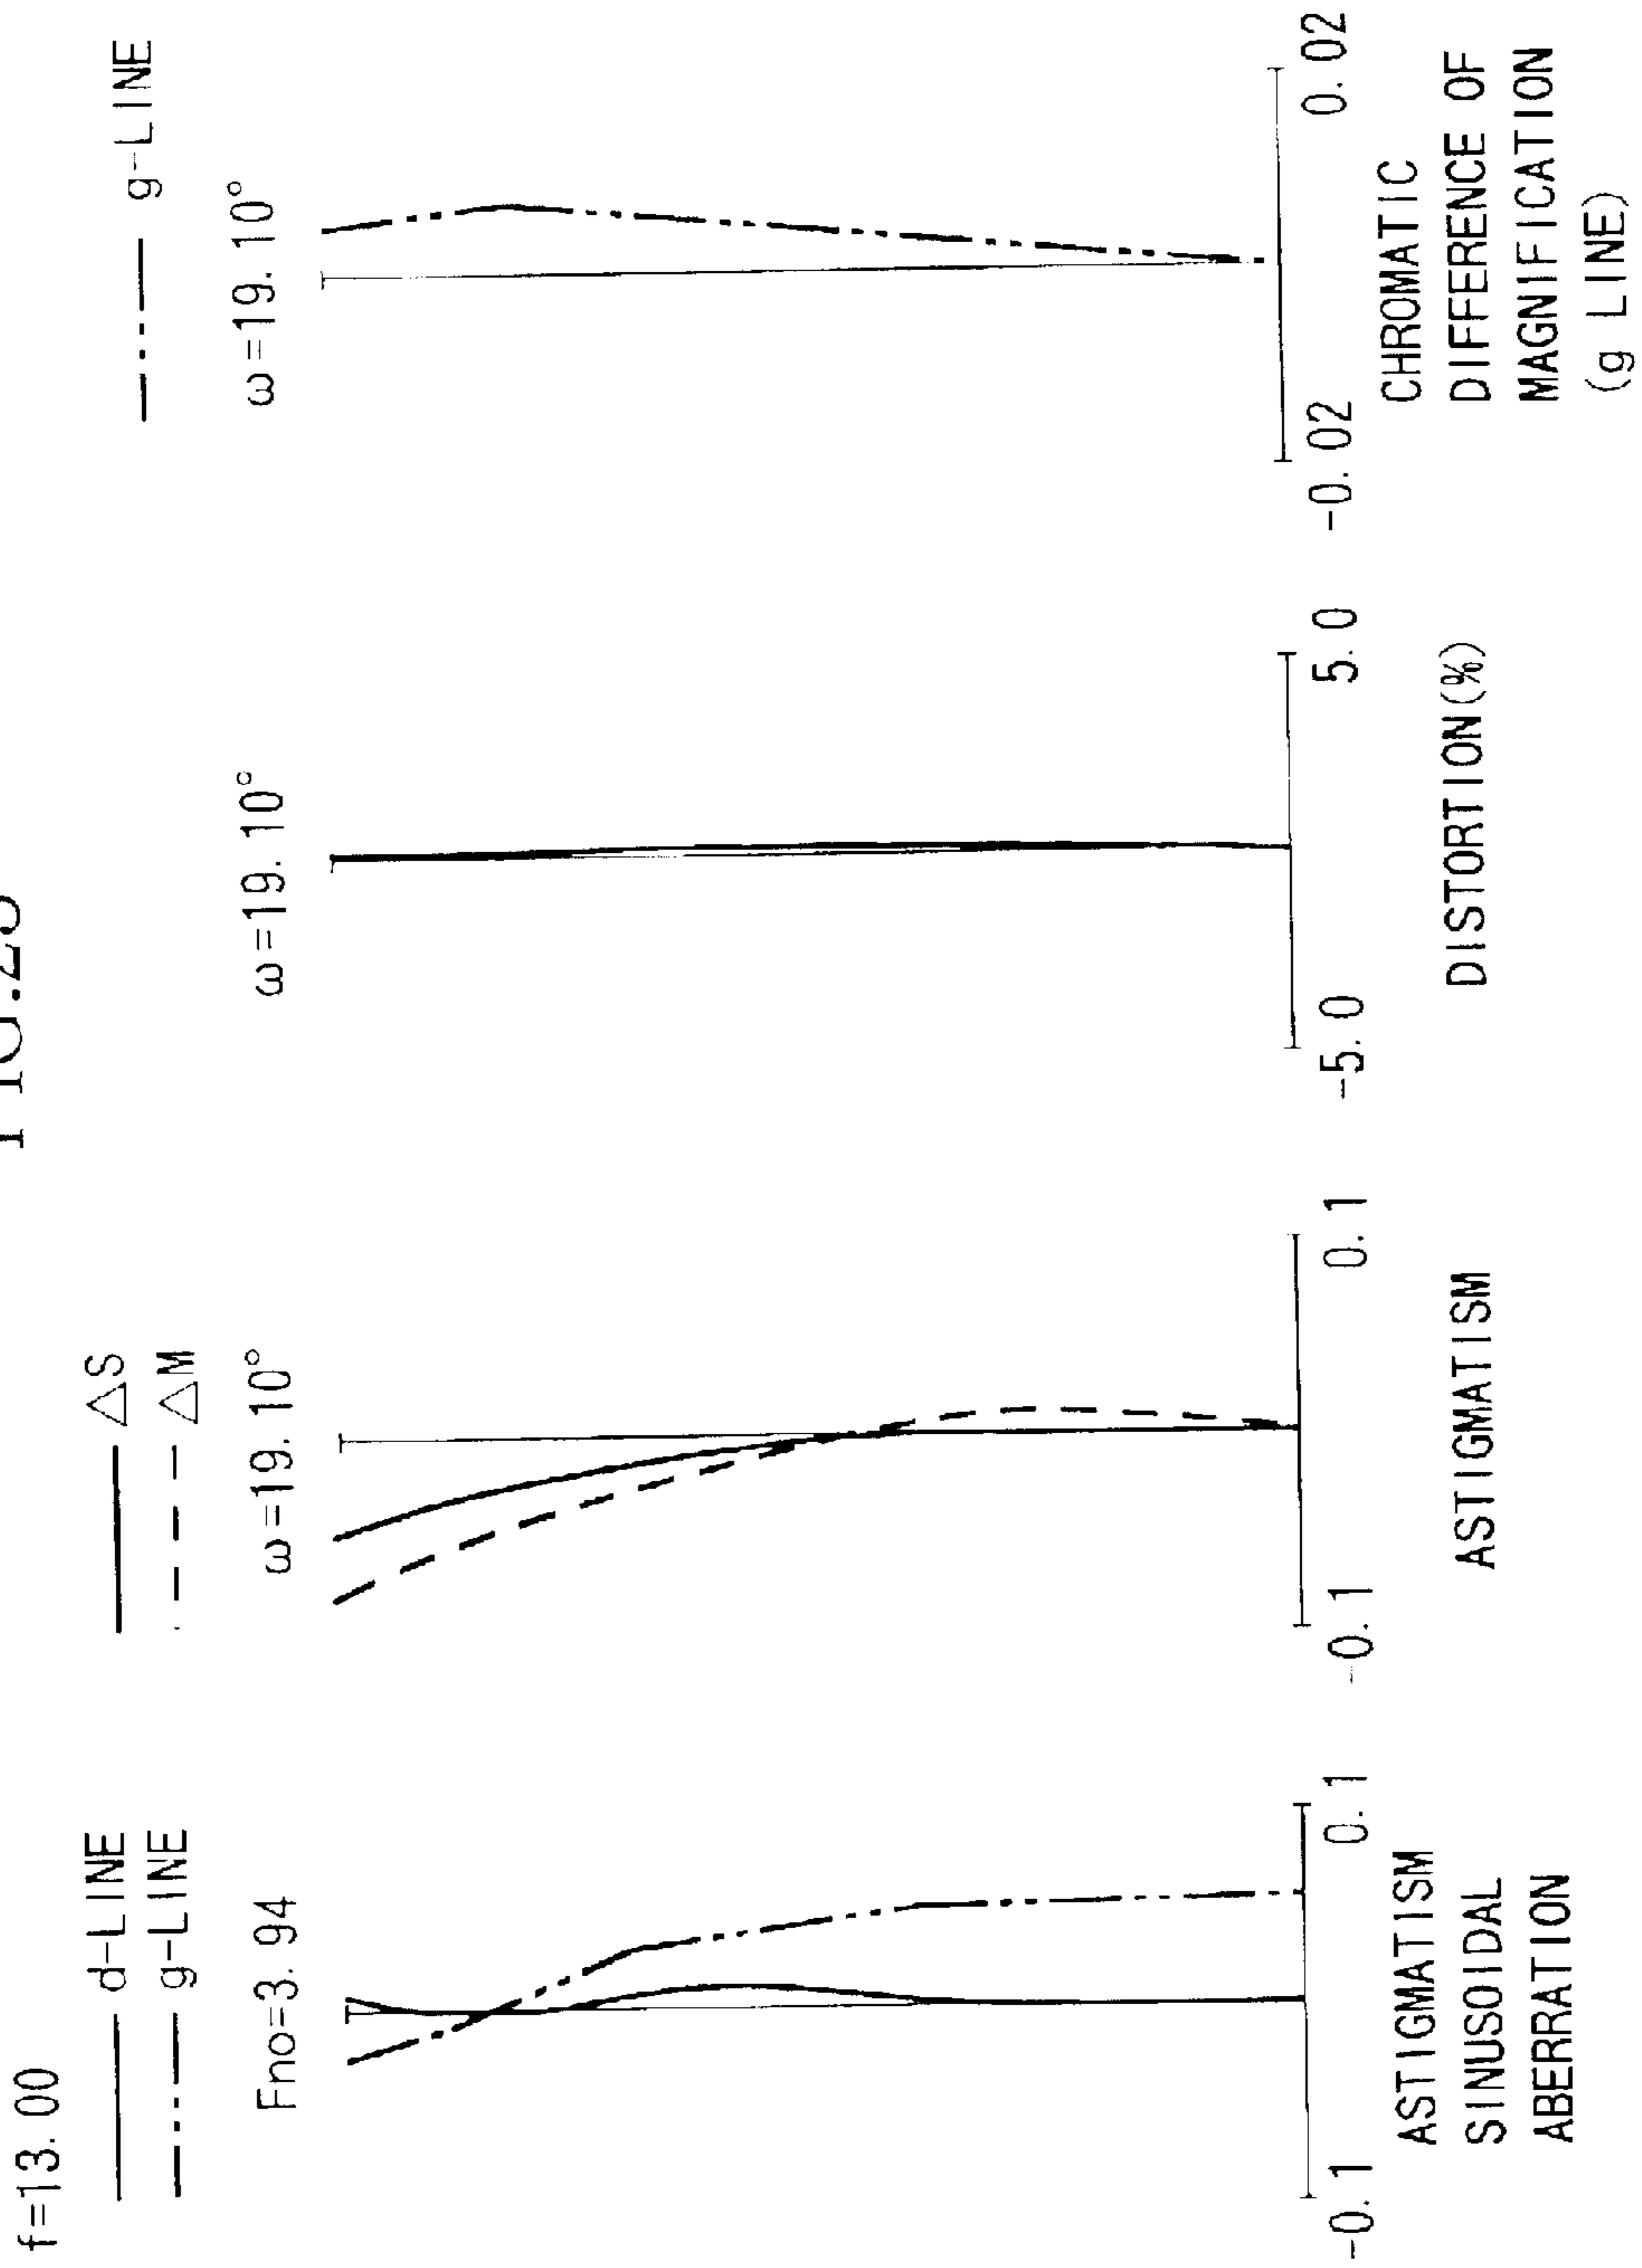 f=13.00
d-LINE
g-LINE
Fno=3.94
-0.1
0.1
ASTIGMATISM
SINUSOIDAL
ABERRATION
△S
△M
ω=19.10°
-0.1
0.1
ASTIGMATISM
ω=19.10°
-5.0
5.0
DISTORTION(%)
g-LINE
ω=19.10°
-0.02
0.02
CHROMATIC
DIFFERENCE OF
MAGNIFICATION
(g LINE)